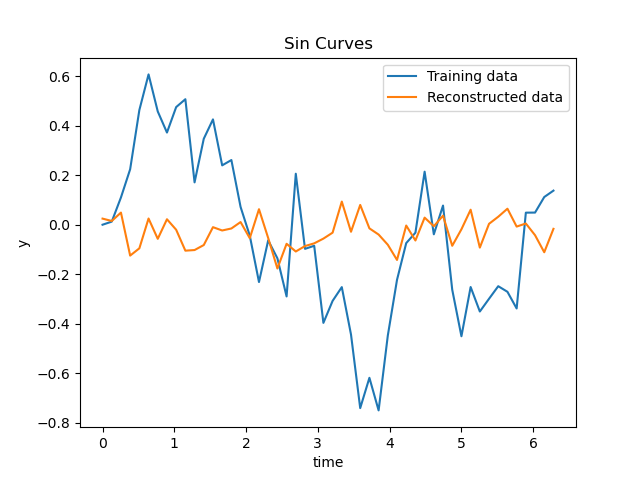 Sin Curves
Training data
Reconstructed data
0.6
0.4
0.2
0.0
−0.2
−0.4
−0.6
−0.8
y
0 1 2 3 4 5 6
time